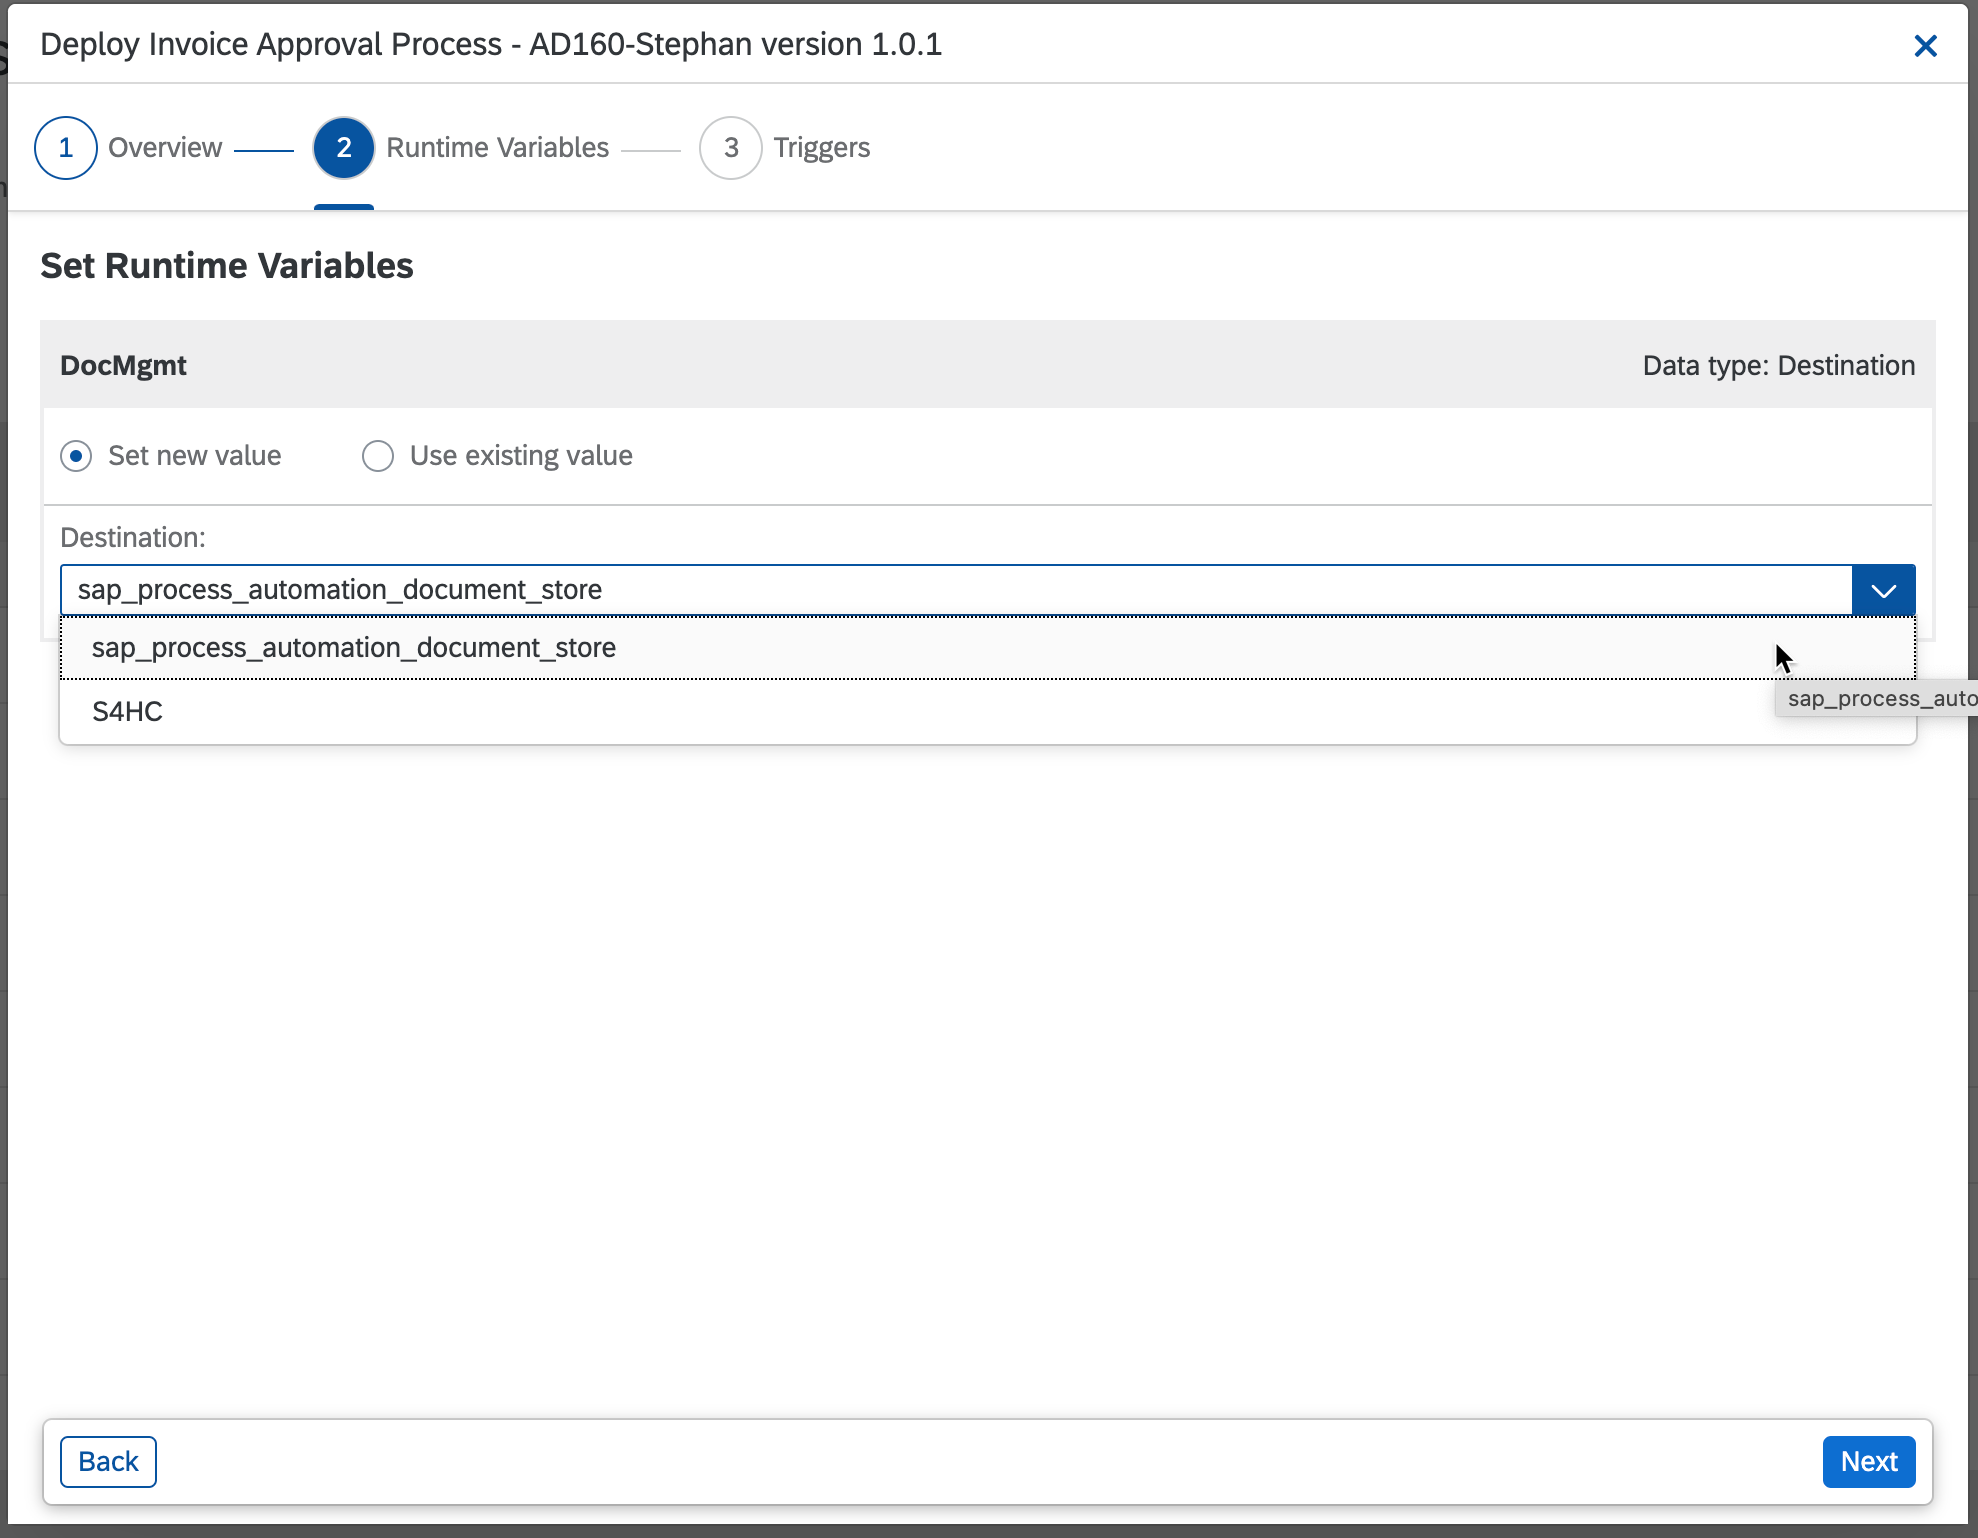 Deploy Invoice Approval Process - AD160-Stephan version 1.0.1
1 Overview 2 Runtime Variables 3 Triggers
Set Runtime Variables
DocMgmt Data type: Destination
Set new value Use existing value
Destination:
sap_process_automation_document_store
sap_process_automation_document_store
sap_process_auto
S4HC
Back Next